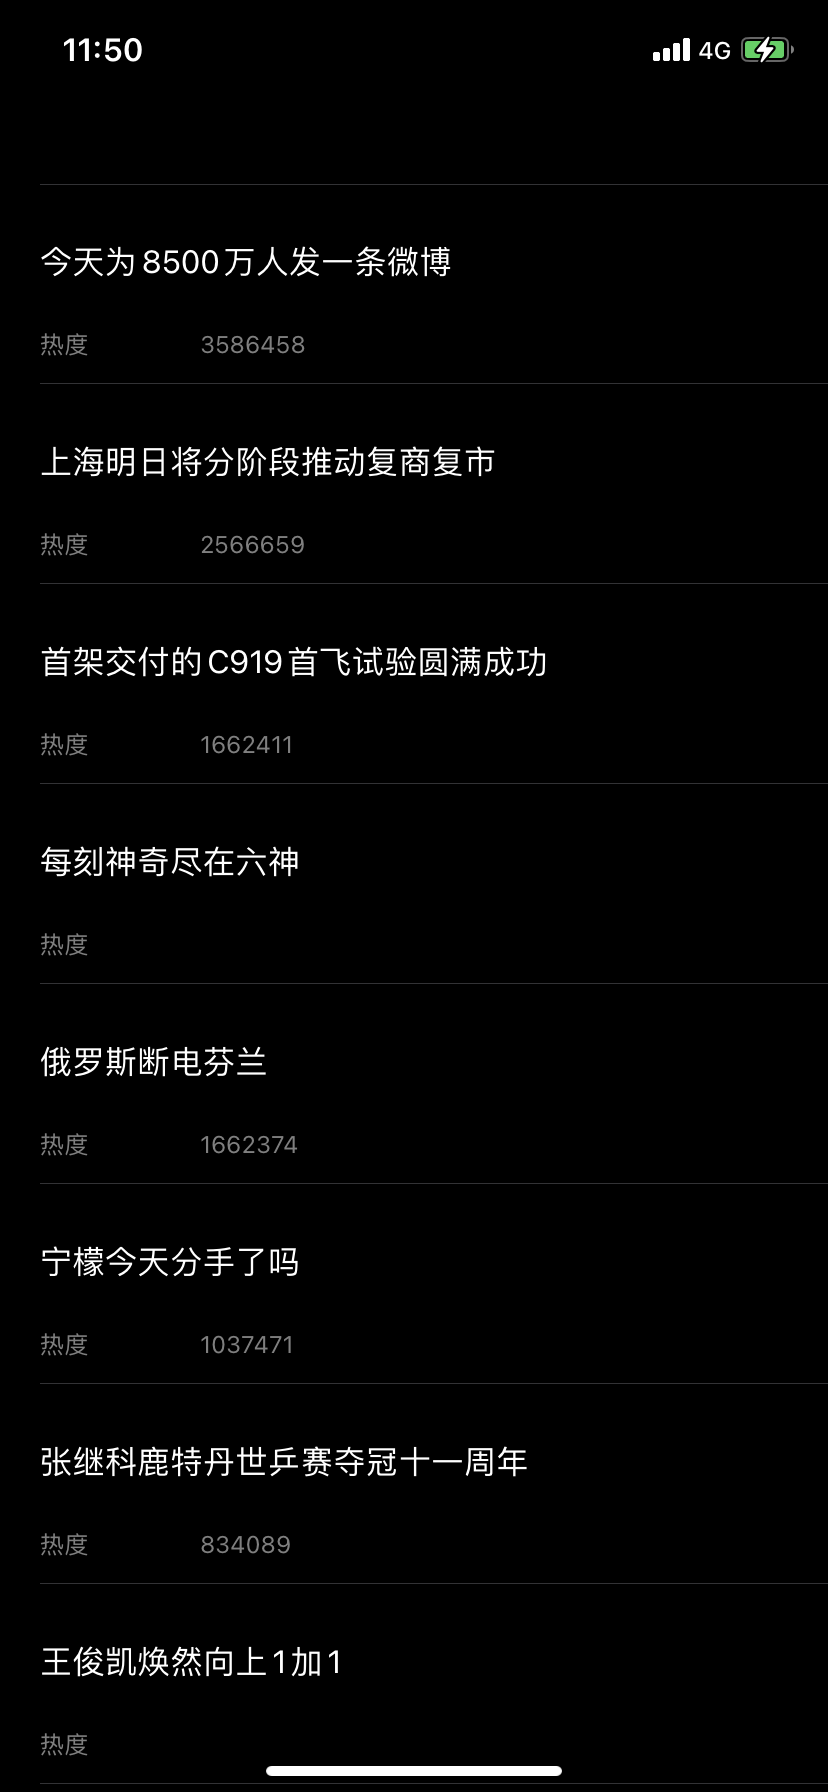 11:50
4G
今天为8500万人发一条微博
热度 3586458
上海明日将分阶段推动复商复市
热度 2566659
首架交付的C919首飞试验圆满成功
热度 1662411
每刻神奇尽在六神
热度
俄罗斯断电芬兰
热度 1662374
宁檬今天分手了吗
热度 1037471
张继科鹿特丹世乒赛夺冠十一周年
热度 834089
王俊凯焕然向上1加1
热度